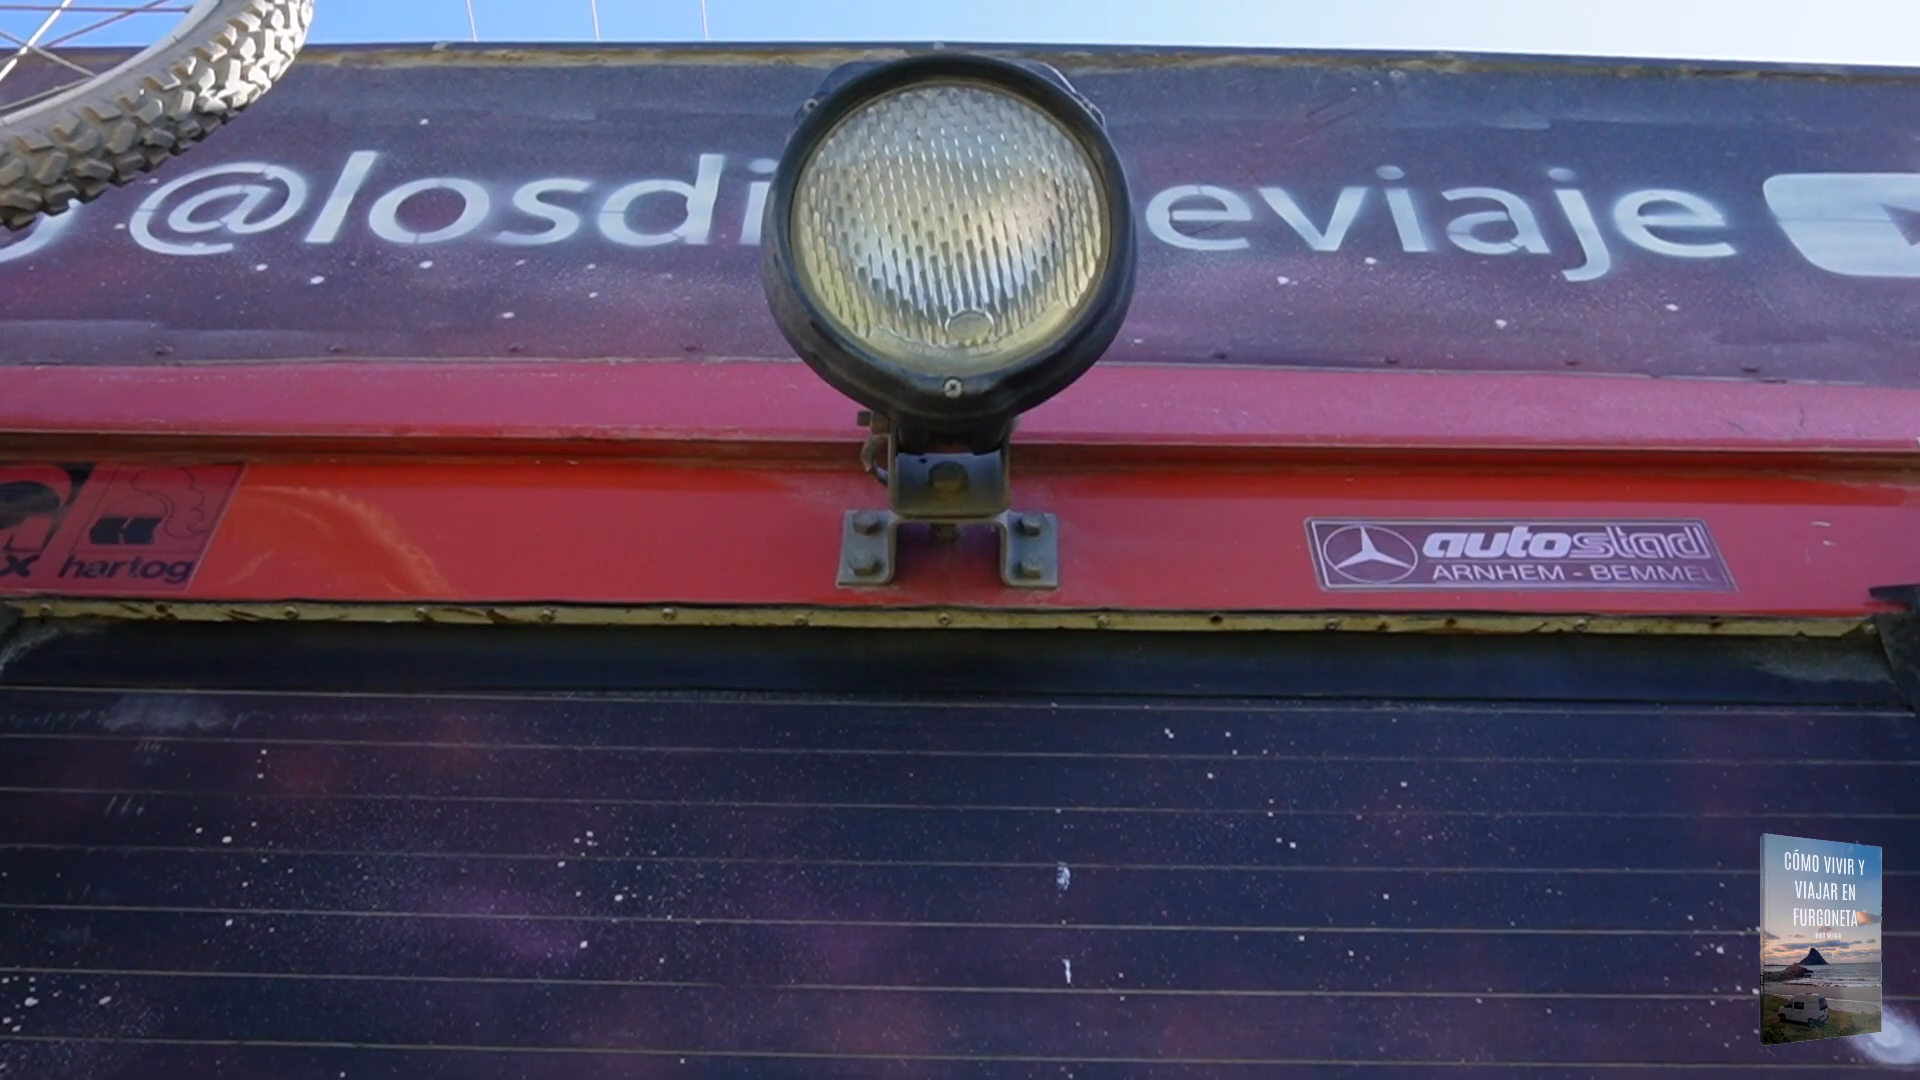 @losdi eviaje
x hartog
autostad
ARNHEM - BEMMEL
CÓMO VIVIR Y
VIAJAR EN
FURGONETA